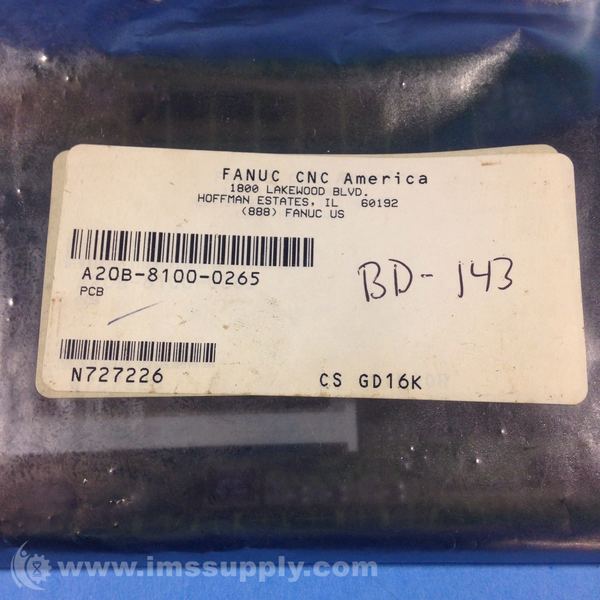 FANUC CNC America
1800 LAKEWOOD BLVD.
HOFFMAN ESTATES, IL 60192
(888) FANUC US
A20B-8100-0265
PCB
BD-143
N727226
CS GD16K
www.imssupply.com